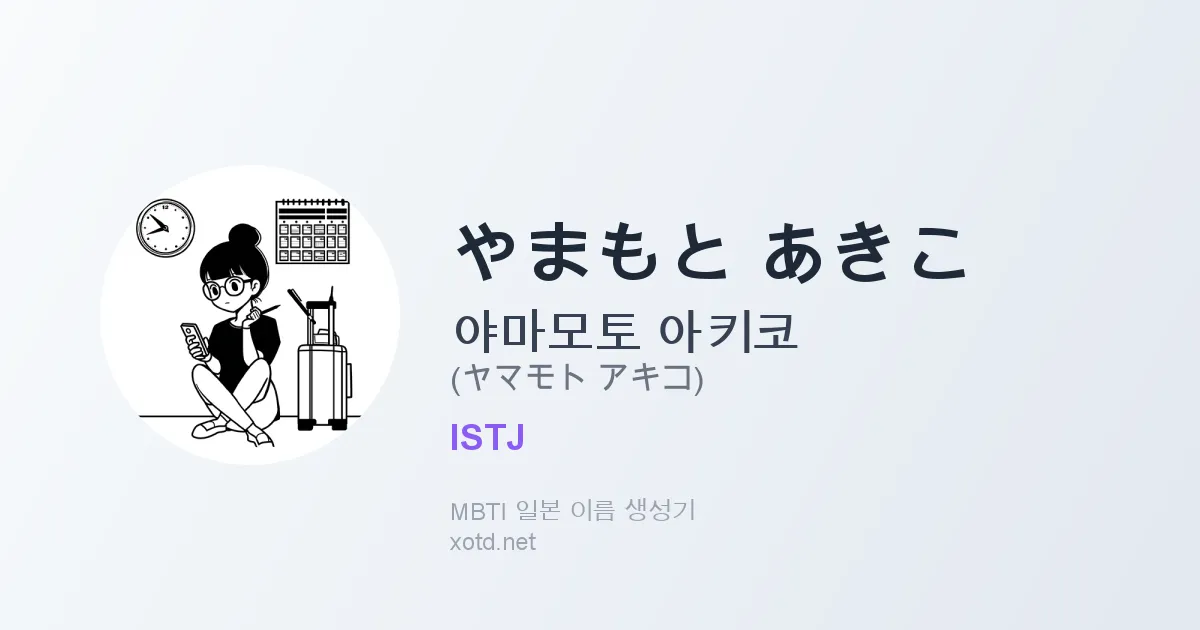 12
やまもと あきこ
야마모토 아키코
(ヤマモト アキコ)
ISTJ
MBTI 일본 이름 생성기
xotd.net